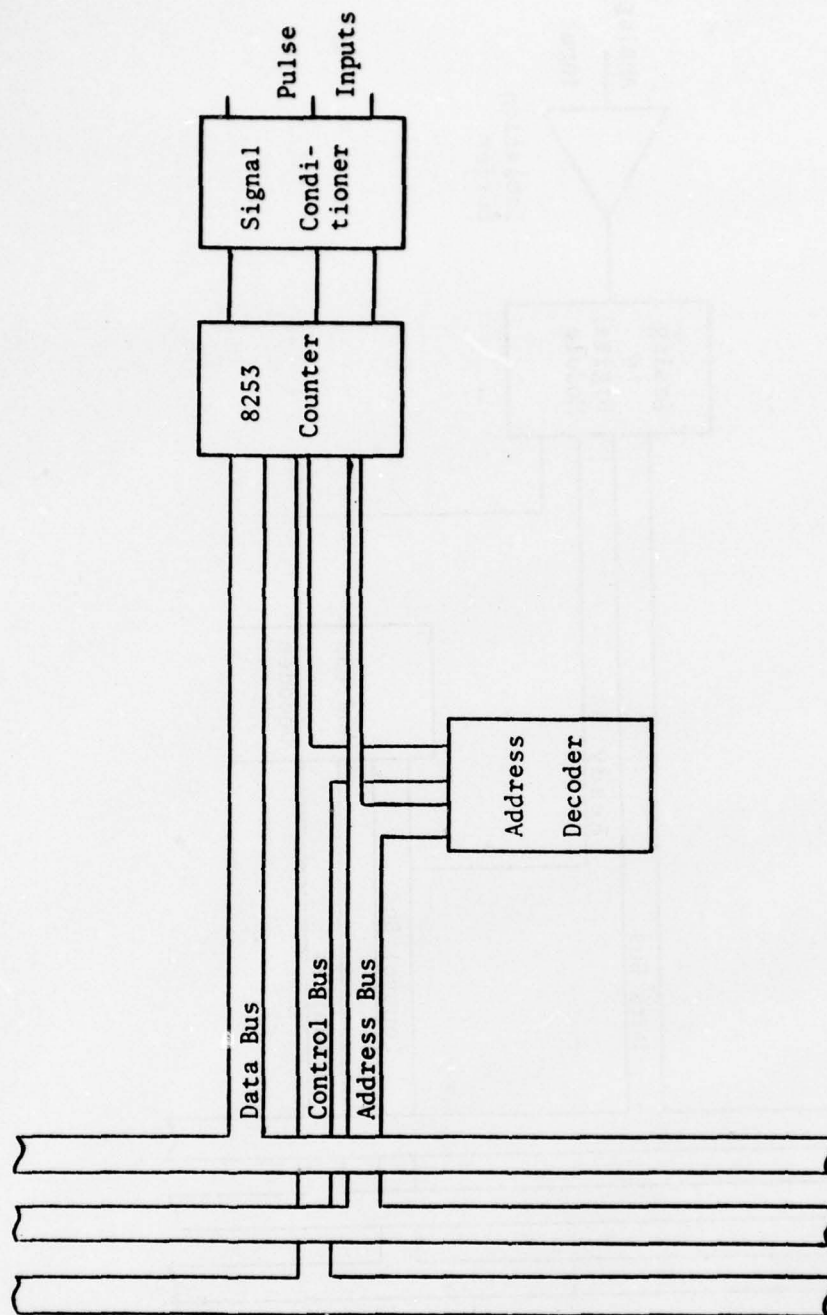 Pulse
Inputs
Signal
Condi-
tioner
8253
Counter
Address
Decoder
Data Bus
Control Bus
Address Bus